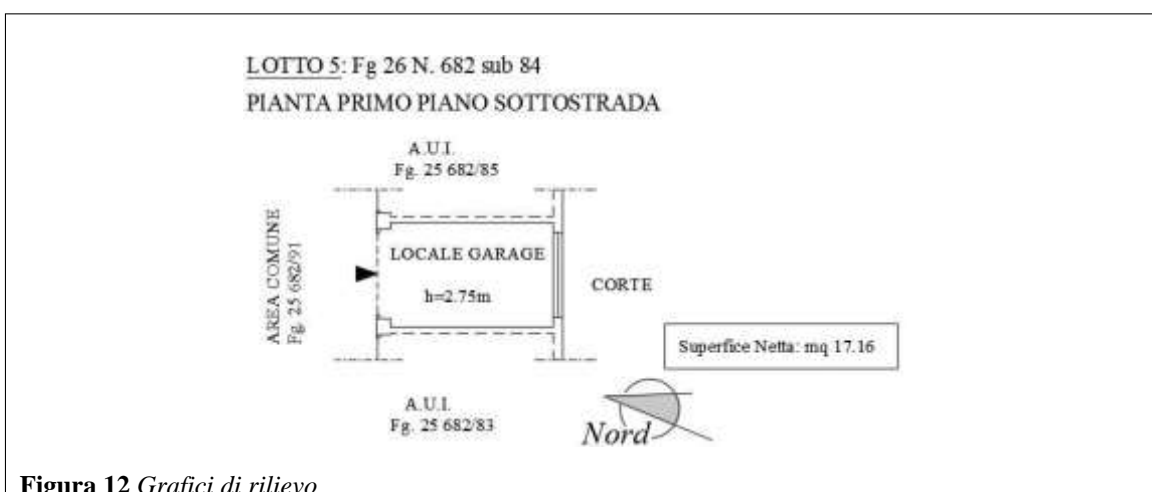 LOTTO 5: Fg 26 N. 682 sub 84
PIANTA PRIMO PIANO SOTTOSTRADA
A.U.I.
Fg. 25 682/85
AREA COMUNE
Fg. 25 682/91
LOCALE GARAGE
h=2.75m
CORTE
Superfice Netta: mq 17.16
A.U.I.
Fg. 25 682/83
Nord
Figura 12 Grafici di rilievo